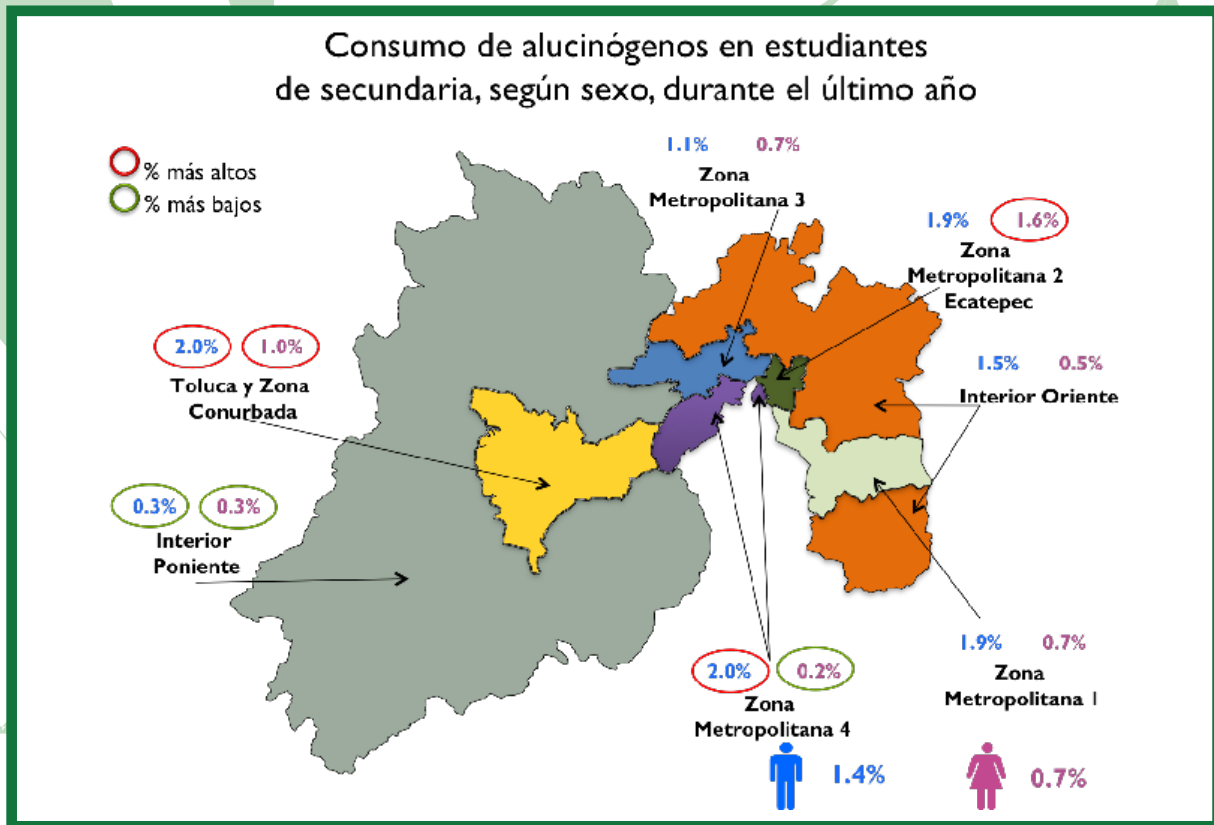 Consumo de alucinógenos en estudiantes
de secundaria, según sexo, durante el último año
% más altos
% más bajos
1.1% 0.7%
Zona
Metropolitana 3
1.9% 1.6%
Zona
Metropolitana 2
Ecatepec
2.0% 1.0%
Toluca y Zona
Conurbada
1.5% 0.5%
Interior Oriente
0.3% 0.3%
Interior
Poniente
2.0% 0.2%
Zona
Metropolitana 4
1.9% 0.7%
Zona
Metropolitana 1
1.4% 0.7%